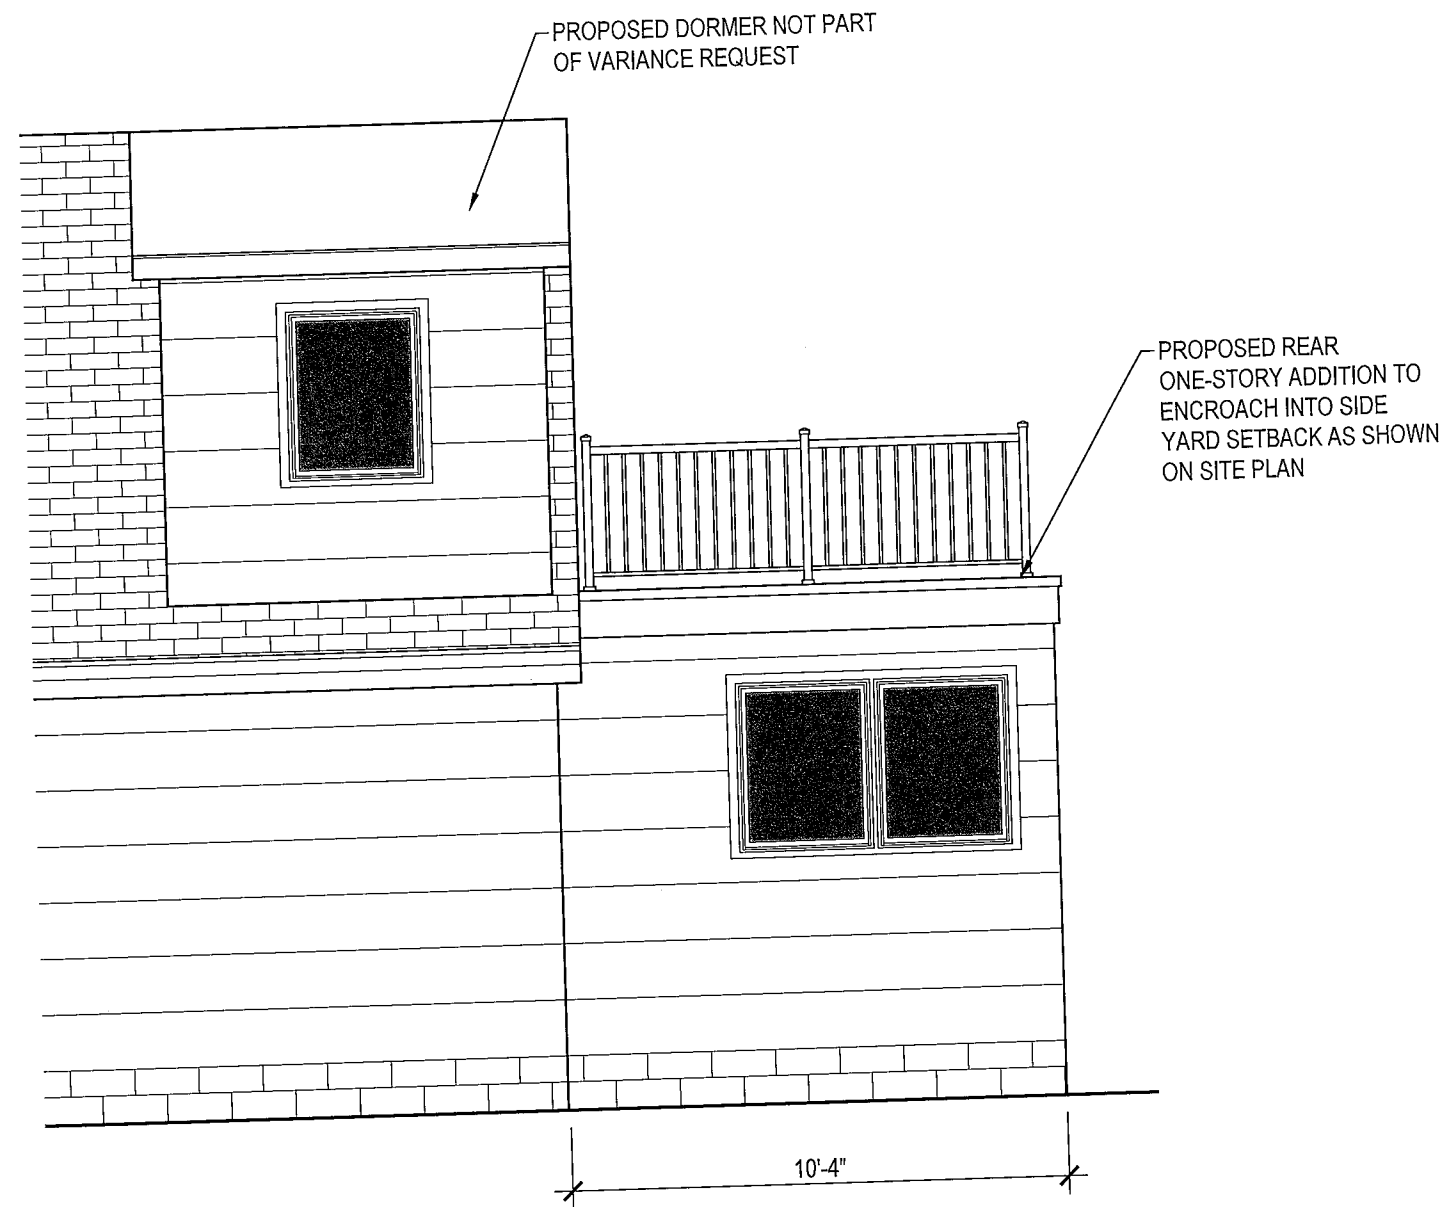 PROPOSED DORMER NOT PART
OF VARIANCE REQUEST
PROPOSED REAR
ONE-STORY ADDITION TO
ENCROACH INTO SIDE
YARD SETBACK AS SHOWN
ON SITE PLAN
10'-4"